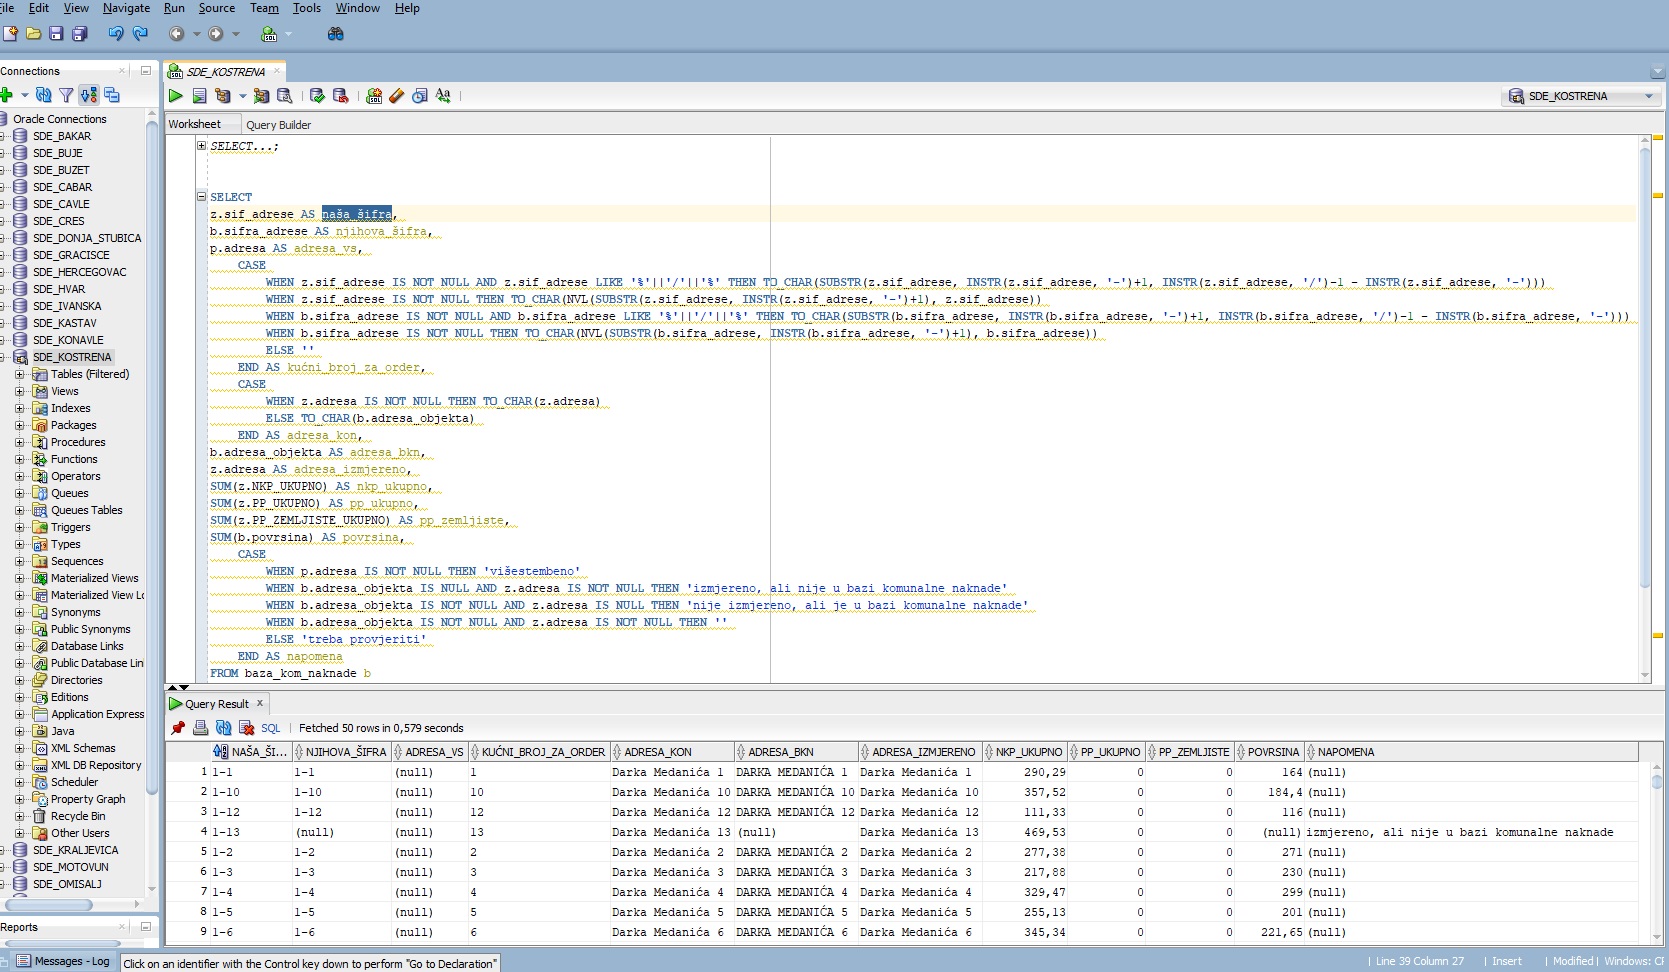 ile Edit View Navigate Run Source Team Tools Window Help
Connections
SDE_KOSTRENA
SDE_KOSTRENA
Worksheet Query Builder
Oracle Connections
SDE_BAKAR
SDE_BUJE
SDE_BUZET
SDE_CABAR
SDE_CAVLE
SDE_CRES
SDE_DONJA_STUBICA
SDE_GRACISCE
SDE_HERCEGOVAC
SDE_HVAR
SDE_IVANSKA
SDE_KASTAV
SDE_KONAVLE
SDE_KOSTRENA
Tables (Filtered)
Views
Indexes
Packages
Procedures
Functions
Operators
Queues
Queues Tables
Triggers
Types
Sequences
Materialized Views
Materialized View Lo
Synonyms
Public Synonyms
Database Links
Public Database Lin
Directories
Editions
Application Express
Java
XML Schemas
XML DB Repository
Scheduler
Property Graph
Recycle Bin
Other Users
SDE_KRALJEVICA
SDE_MOTOVUN
SDE_OMISALJ
Reports
SELECT...;
SELECT
z.sif_adrese AS naša_šifra,
b.sifra_adrese AS njihova_šifra,
p.adresa AS adresa_vs,
CASE
WHEN z.sif_adrese IS NOT NULL AND z.sif_adrese LIKE '%'||'/'||'%' THEN TO_CHAR(SUBSTR(z.sif_adrese, INSTR(z.sif_adrese, '-')+1, INSTR(z.sif_adrese, '/')-1 - INSTR(z.sif_adrese, '-')))
WHEN z.sif_adrese IS NOT NULL THEN TO_CHAR(NVL(SUBSTR(z.sif_adrese, INSTR(z.sif_adrese, '-')+1), z.sif_adrese))
WHEN b.sifra_adrese IS NOT NULL AND b.sifra_adrese LIKE '%'||'/'||'%' THEN TO_CHAR(SUBSTR(b.sifra_adrese, INSTR(b.sifra_adrese, '-')+1, INSTR(b.sifra_adrese, '/')-1 - INSTR(b.sifra_adrese, '-')))
WHEN b.sifra_adrese IS NOT NULL THEN TO_CHAR(NVL(SUBSTR(b.sifra_adrese, INSTR(b.sifra_adrese, '-')+1), b.sifra_adrese))
ELSE ''
END AS kućni_broj_za_order,
CASE
WHEN z.adresa IS NOT NULL THEN TO_CHAR(z.adresa)
ELSE TO_CHAR(b.adresa_objekta)
END AS adresa_kon,
b.adresa_objekta AS adresa_bkn,
z.adresa AS adresa_izmjereno,
SUM(z.NKP_UKUPNO) AS nkp_ukupno,
SUM(z.PP_UKUPNO) AS pp_ukupno,
SUM(z.PP_ZEMLJISTE_UKUPNO) AS pp_zemljiste,
SUM(b.povrsina) AS povrsina,
CASE
WHEN p.adresa IS NOT NULL THEN 'višestembeno'
WHEN b.adresa_objekta IS NULL AND z.adresa IS NOT NULL THEN 'izmjereno, ali nije u bazi komunalne naknade'
WHEN b.adresa_objekta IS NOT NULL AND z.adresa IS NULL THEN 'nije izmjereno, ali je u bazi komunalne naknade'
WHEN b.adresa_objekta IS NOT NULL AND z.adresa IS NOT NULL THEN ''
ELSE 'treba provjeriti'
END AS napomena
FROM baza_kom_naknade b
Query Result
SQL | Fetched 50 rows in 0,579 seconds
NAŠA_ŠI... NJIHOVA_ŠIFRA ADRESA_VS KUĆNI_BROJ_ZA_ORDER ADRESA_KON ADRESA_BKN ADRESA_IZMJERENO NKP_UKUPNO PP_UKUPNO PP_ZEMLJISTE POVRSINA NAPOMENA
1 1-1 1-1 (null) 1 Darka Medanića 1 DARKA MEDANIĆA 1 Darka Medanića 1 290,29 0 0 164 (null)
2 1-10 1-10 (null) 10 Darka Medanića 10 DARKA MEDANIĆA 10 Darka Medanića 10 357,52 0 0 184,4 (null)
3 1-12 1-12 (null) 12 Darka Medanića 12 DARKA MEDANIĆA 12 Darka Medanića 12 111,33 0 0 116 (null)
4 1-13 (null) (null) 13 Darka Medanića 13 (null) Darka Medanića 13 469,53 0 0 (null) izmjereno, ali nije u bazi komunalne naknade
5 1-2 1-2 (null) 2 Darka Medanića 2 DARKA MEDANIĆA 2 Darka Medanića 2 277,38 0 0 271 (null)
6 1-3 1-3 (null) 3 Darka Medanića 3 DARKA MEDANIĆA 3 Darka Medanića 3 217,88 0 0 230 (null)
7 1-4 1-4 (null) 4 Darka Medanića 4 DARKA MEDANIĆA 4 Darka Medanića 4 329,47 0 0 299 (null)
8 1-5 1-5 (null) 5 Darka Medanića 5 DARKA MEDANIĆA 5 Darka Medanića 5 255,13 0 0 201 (null)
9 1-6 1-6 (null) 6 Darka Medanića 6 DARKA MEDANIĆA 6 Darka Medanića 6 345,34 0 0 221,65 (null)
Messages - Log
Click on an identifier with the Control key down to perform "Go to Declaration"
| Line 39 Column 27 | Insert | Modified | Windows: CF